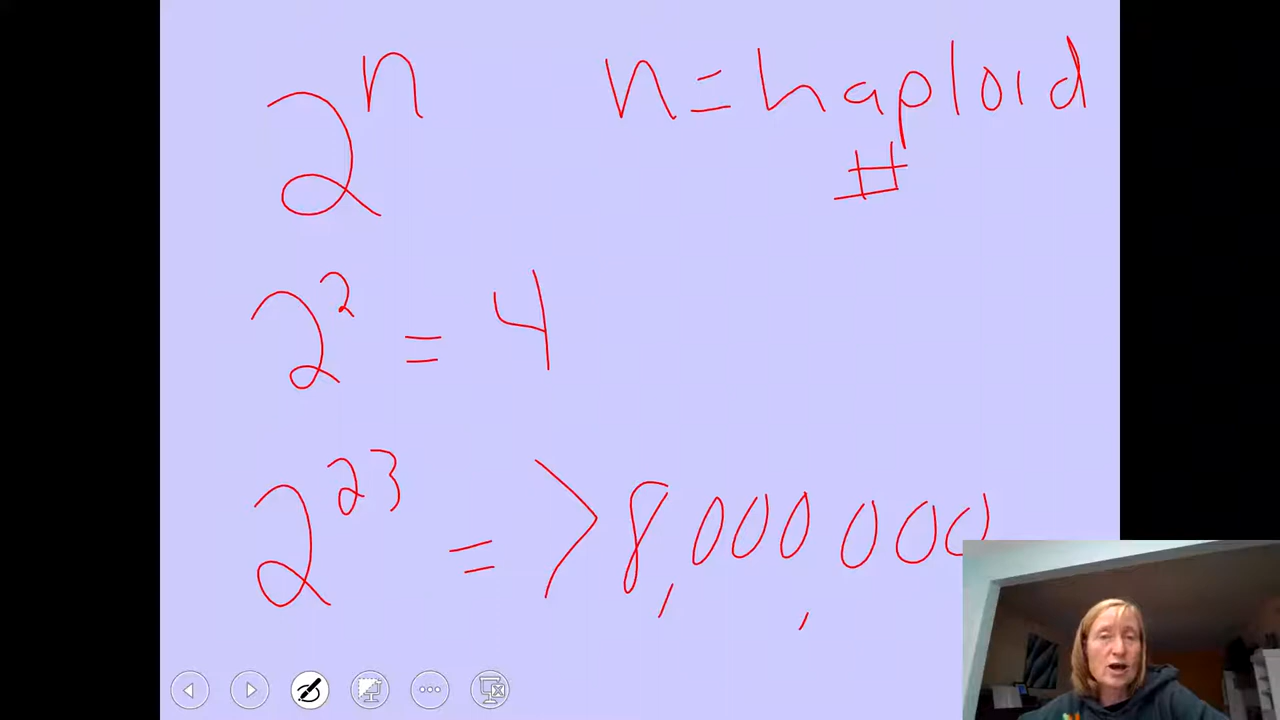 2ⁿ n = haploid
#
2² = 4
2²³ = > 8,000,000